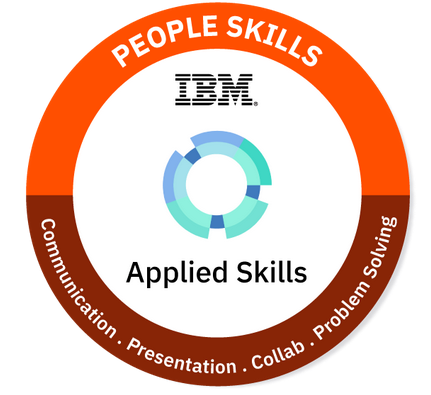 PEOPLE SKILLS
IBM®
Applied Skills
Communication . Presentation . Collab . Problem Solving